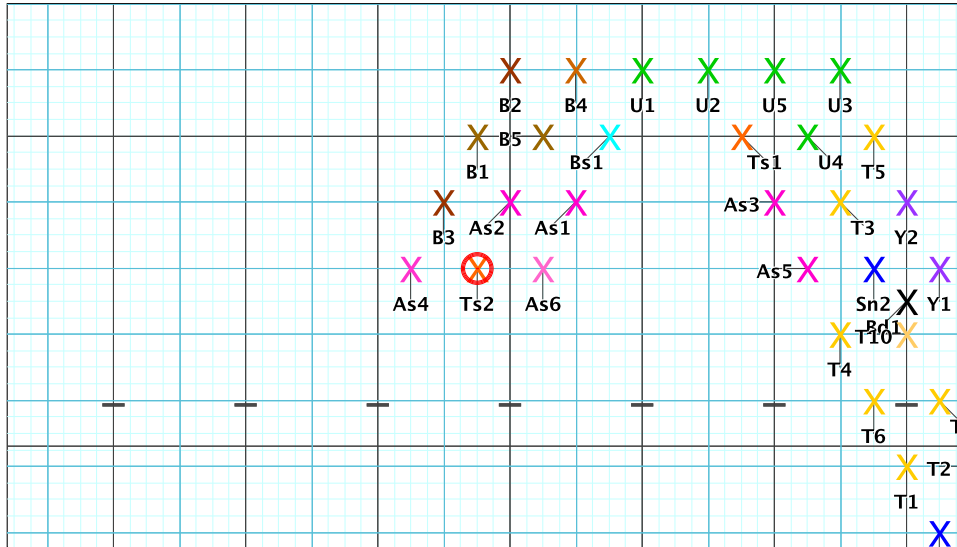 B2 B4 U1 U2 U5 U3
B1 B5 Bs1 Ts1 U4 T5
B3 As2 As1 As3 T3 Y2
As4 Ts2 As6 As5 Sn2 Y1
Bd1
T4 T10
T6 T
T1 T2